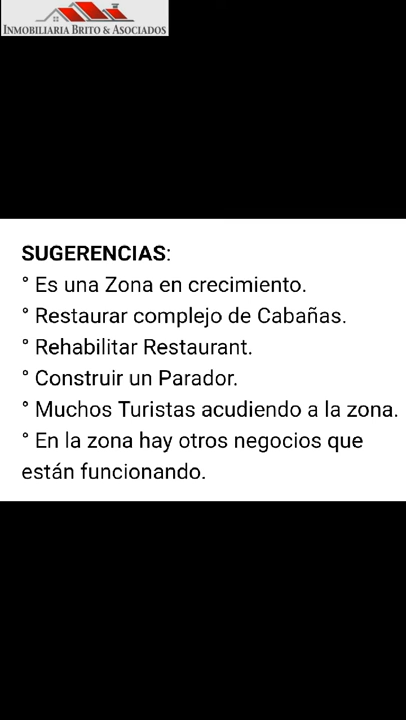 INMOBILIARIA BRITO & ASOCIADOS
SUGERENCIAS:
° Es una Zona en crecimiento.
° Restaurar complejo de Cabañas.
° Rehabilitar Restaurant.
° Construir un Parador.
° Muchos Turistas acudiendo a la zona.
° En la zona hay otros negocios que
están funcionando.